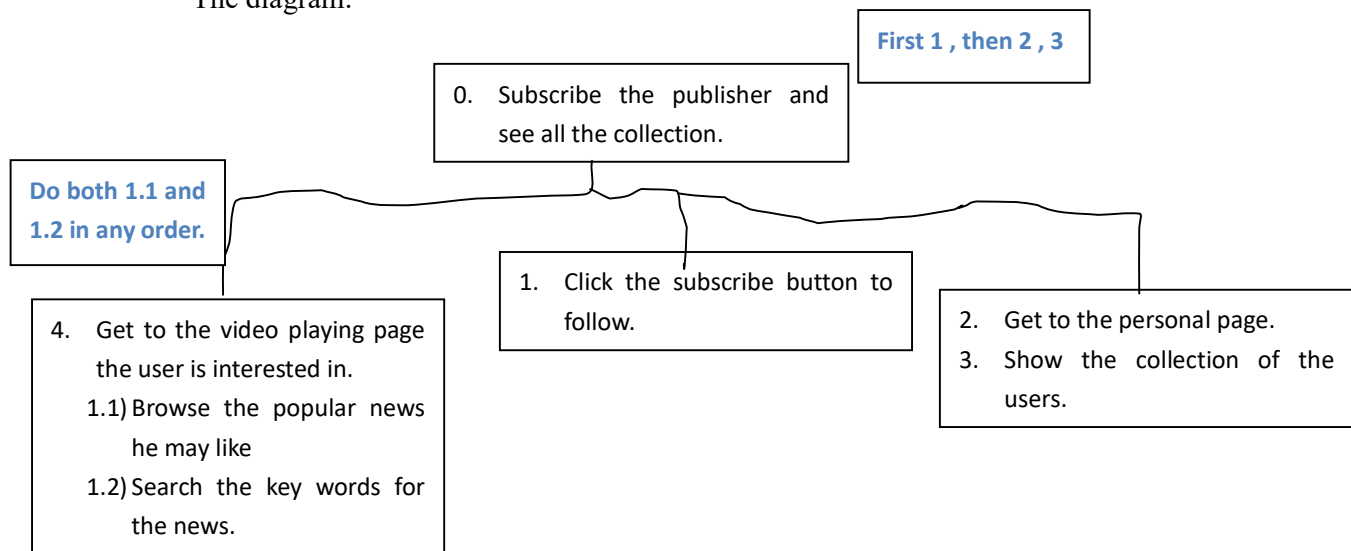 The diagram:
First 1 , then 2 , 3
0. Subscribe the publisher and
see all the collection.
Do both 1.1 and
1.2 in any order.
4. Get to the video playing page
the user is interested in.
1.1) Browse the popular news
he may like
1.2) Search the key words for
the news.
1. Click the subscribe button to
follow.
2. Get to the personal page.
3. Show the collection of the
users.